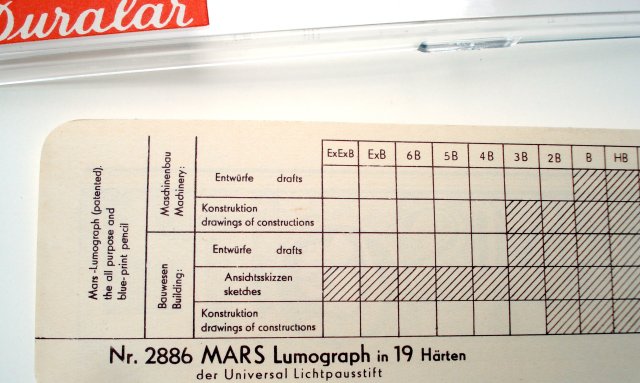 Duralar
ExExB ExB 6B 5B 4B 3B 2B B HB
Mars-Lumograph (patented).
the all purpose and
blue-print pencil
Maschinenbau
Machinery:
Entwürfe drafts
Konstruktion
drawings of constructions
Bauwesen
Building:
Entwürfe drafts
Ansichtsskizzen
sketches
Konstruktion
drawings of constructions
Nr. 2886 MARS Lumograph in 19 Härten
der Universal Lichtpausstift